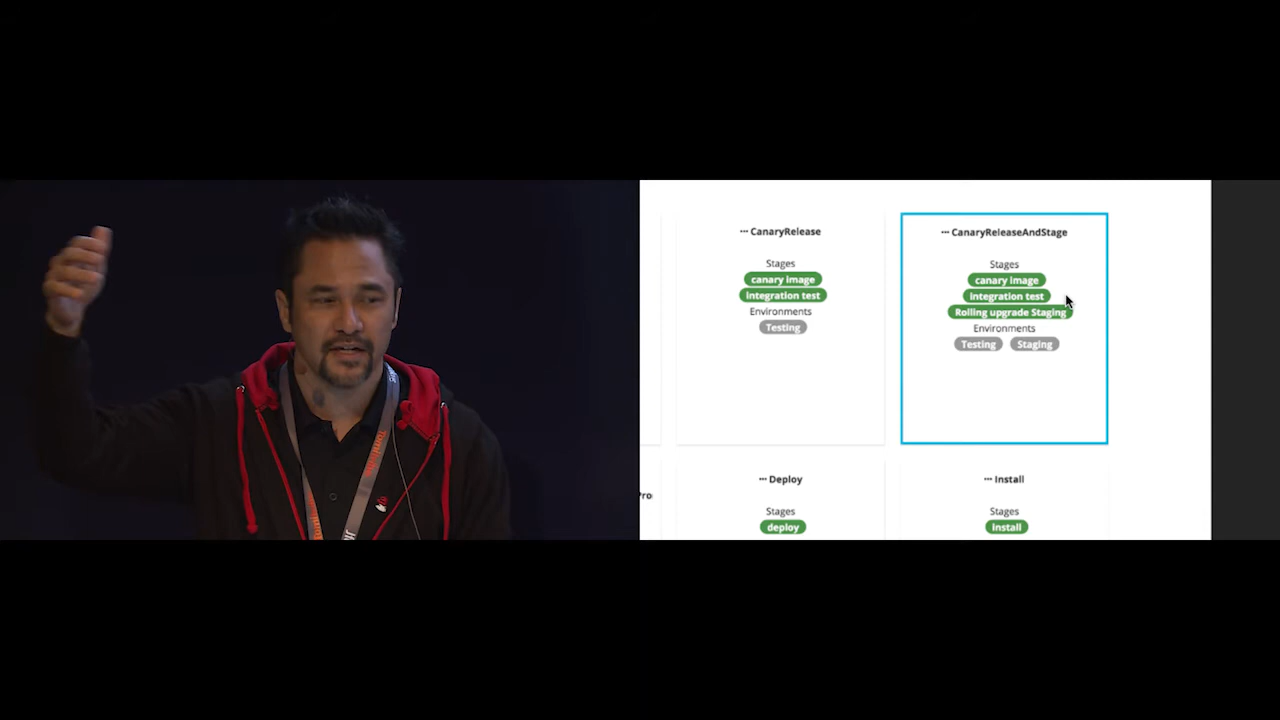 ··· CanaryRelease
Stages
canary image
integration test
Environments
Testing
··· CanaryReleaseAndStage
Stages
canary image
integration test
Rolling upgrade Staging
Environments
Testing Staging
··· Deploy
Stages
deploy
··· Install
Stages
install